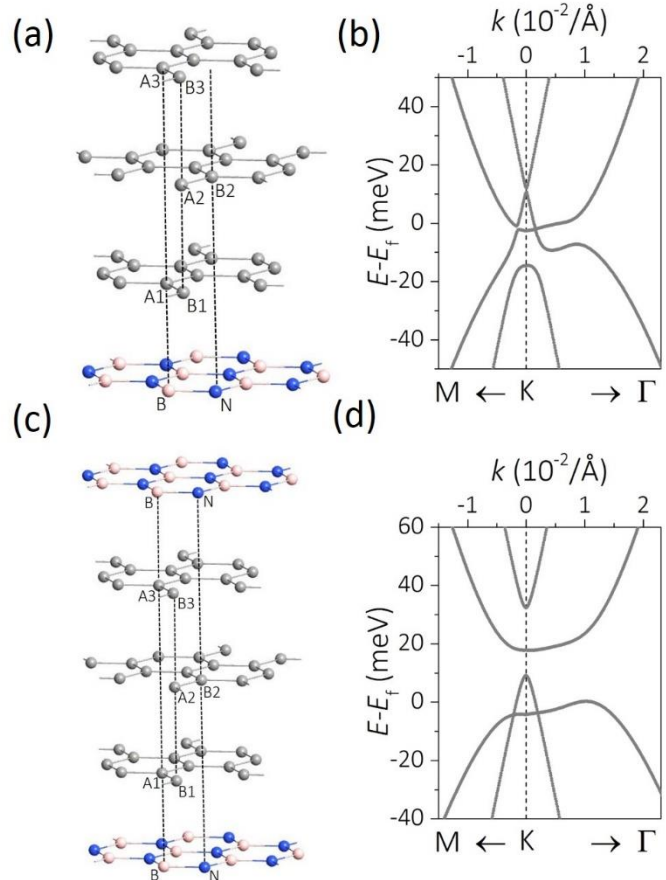 (a)
A3
B3
A2
B2
A1
B1
B
N
(b)
k (10⁻²/Å)
-1 0 1 2
40
20
0
-20
-40
E-E_f (meV)
M ← K → Γ
(c)
B
N
A3
B3
A2
B2
A1
B1
B
N
(d)
k (10⁻²/Å)
-1 0 1 2
60
40
20
0
-20
-40
E-E_f (meV)
M ← K → Γ